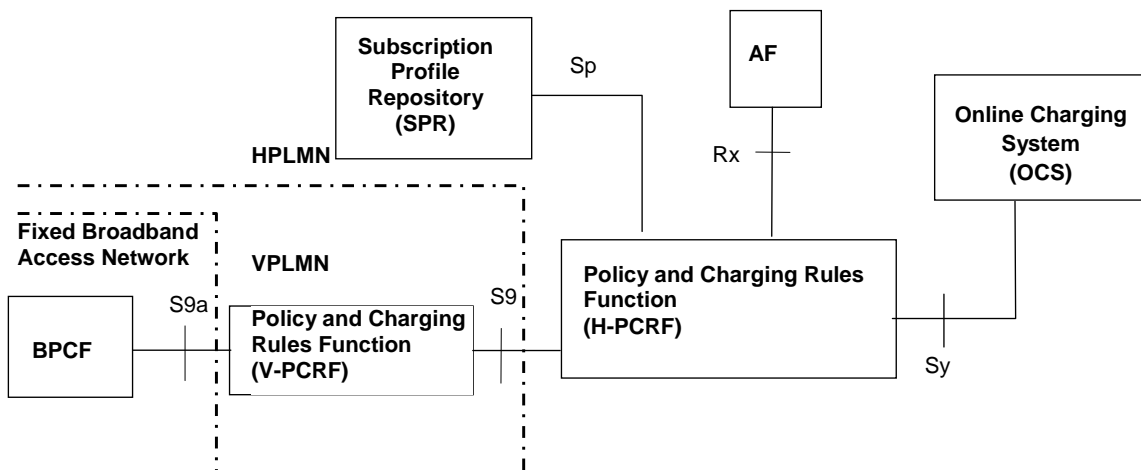 Subscription
Profile
Repository
(SPR)
Sp
AF
Online Charging
System
(OCS)
Rx
HPLMN
Fixed Broadband
Access Network
VPLMN
Policy and Charging Rules
Function
(H-PCRF)
S9a
S9
BPCF
Policy and Charging
Rules Function
(V-PCRF)
Sy